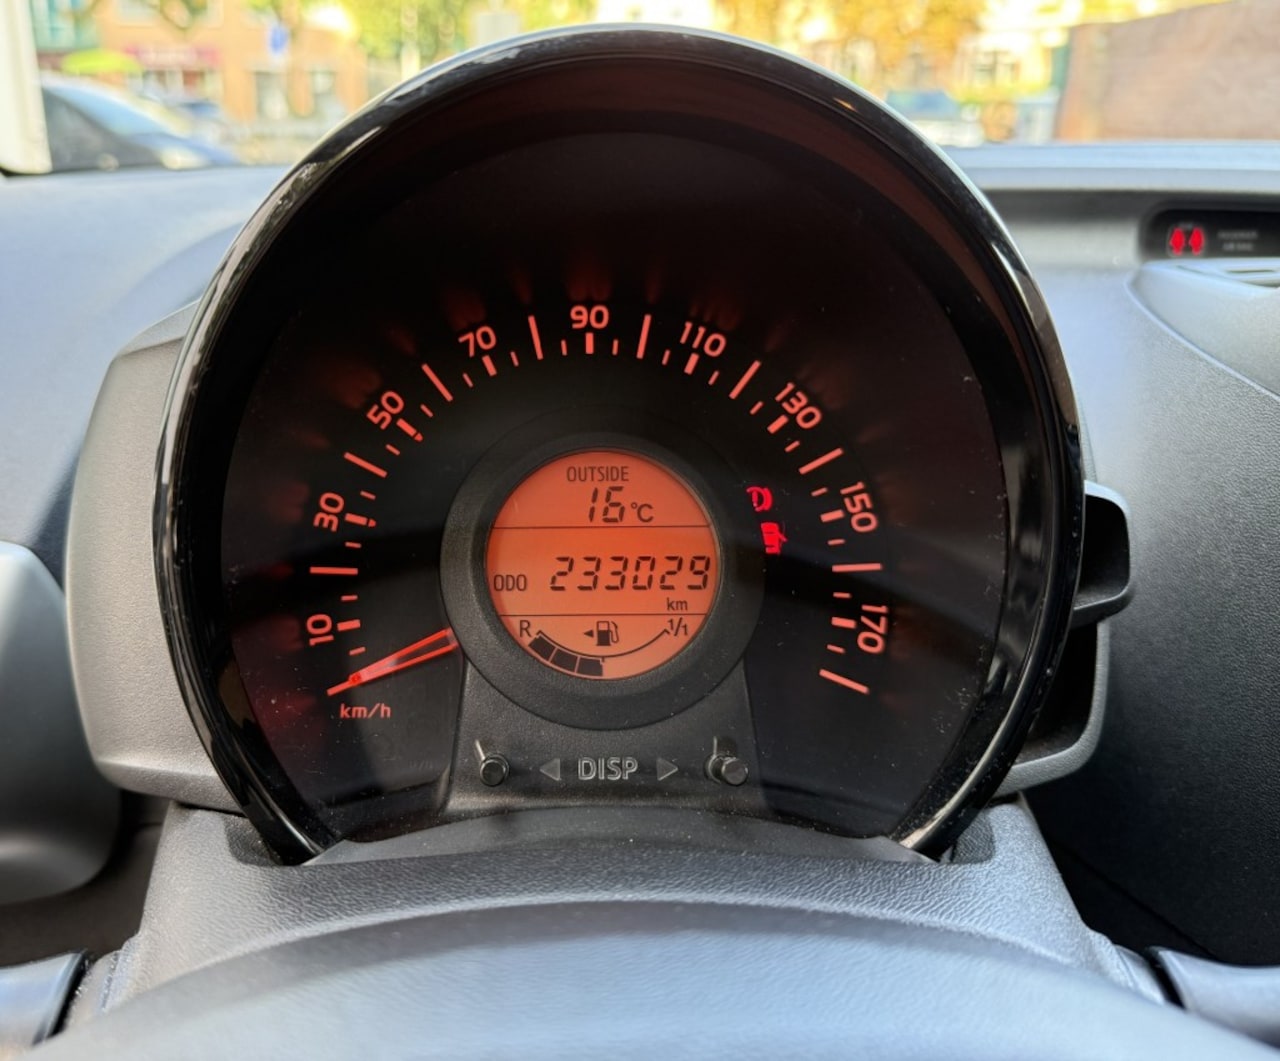 10
30
50
70
90
110
130
150
170
km/h
OUTSIDE
16°C
ODO 233029
km
R 1/1
◀ DISP ▶